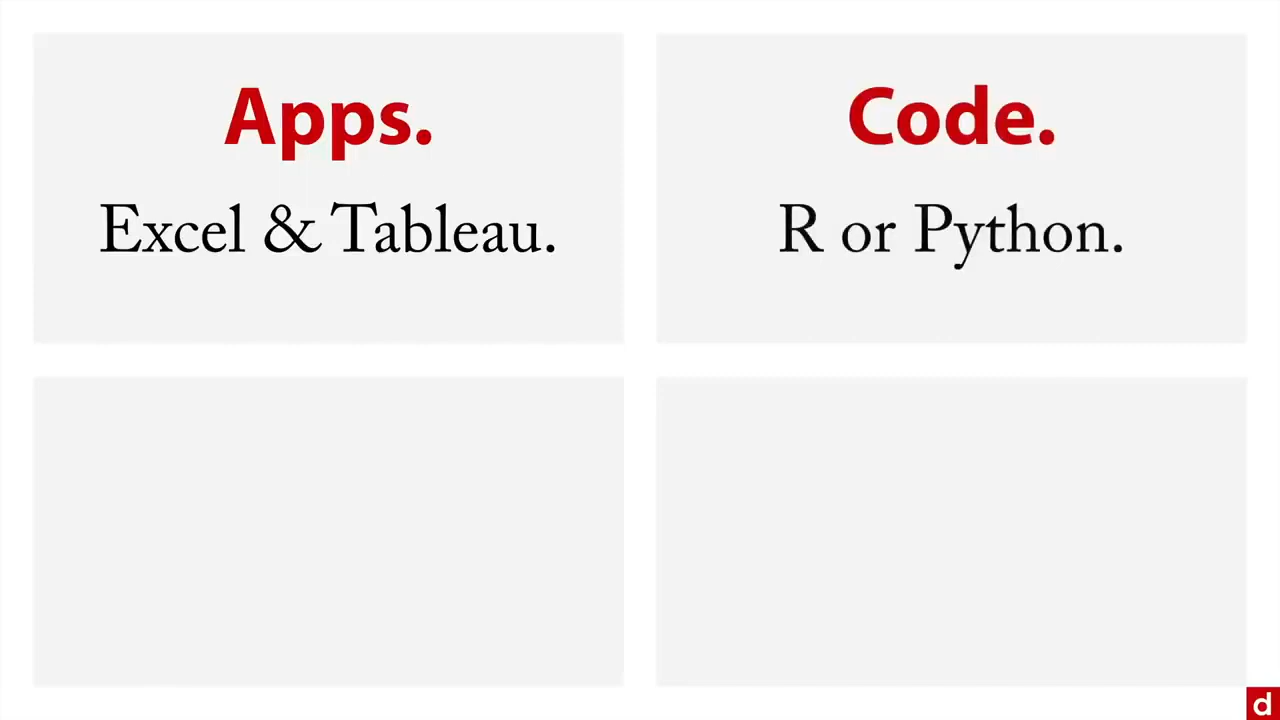 Apps.
Excel & Tableau.
Code.
R or Python.
d